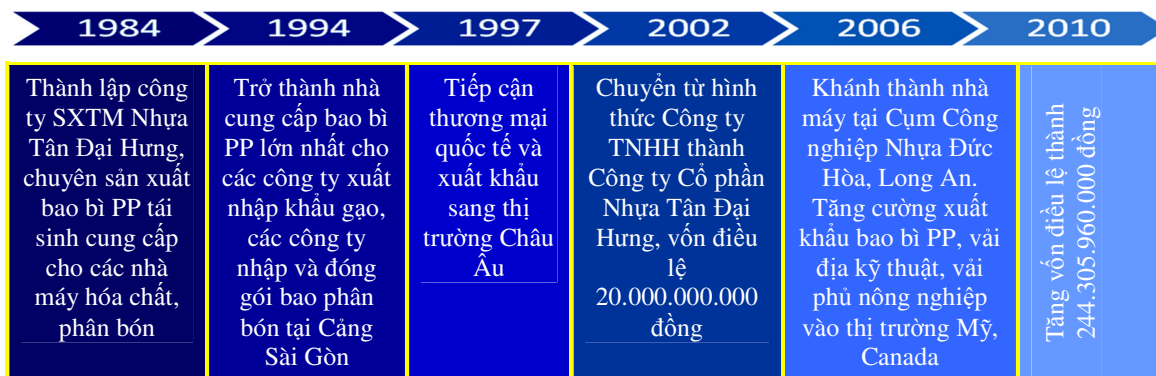 1984
1994
1997
2002
2006
2010
Thành lập công
ty SXTM Nhựa
Tân Đại Hưng,
chuyên sản xuất
bao bì PP tái
sinh cung cấp
cho các nhà
máy hóa chất,
phân bón
Trở thành nhà
cung cấp bao bì
PP lớn nhất cho
các công ty xuất
nhập khẩu gạo,
các công ty
nhập và đóng
gói bao phân
bón tại Cảng
Sài Gòn
Tiếp cận
thương mại
quốc tế và
xuất khẩu
sang thị
trường Châu
Âu
Chuyển từ hình
thức Công ty
TNHH thành
Công ty Cổ phần
Nhựa Tân Đại
Hưng, vốn điều
lệ
20.000.000.000
đồng
Khánh thành nhà
máy tại Cụm Công
nghiệp Nhựa Đức
Hòa, Long An.
Tăng cường xuất
khẩu bao bì PP, vải
địa kỹ thuật, vải
phủ nông nghiệp
vào thị trường Mỹ,
Canada
Tăng vốn điều lệ thành
244.305.960.000 đồng